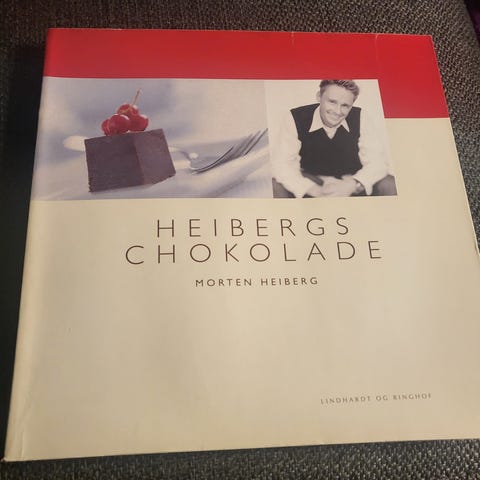 HEIBERGS
CHOKOLADE
MORTEN HEIBERG
LINDHARDT OG RINGHOF